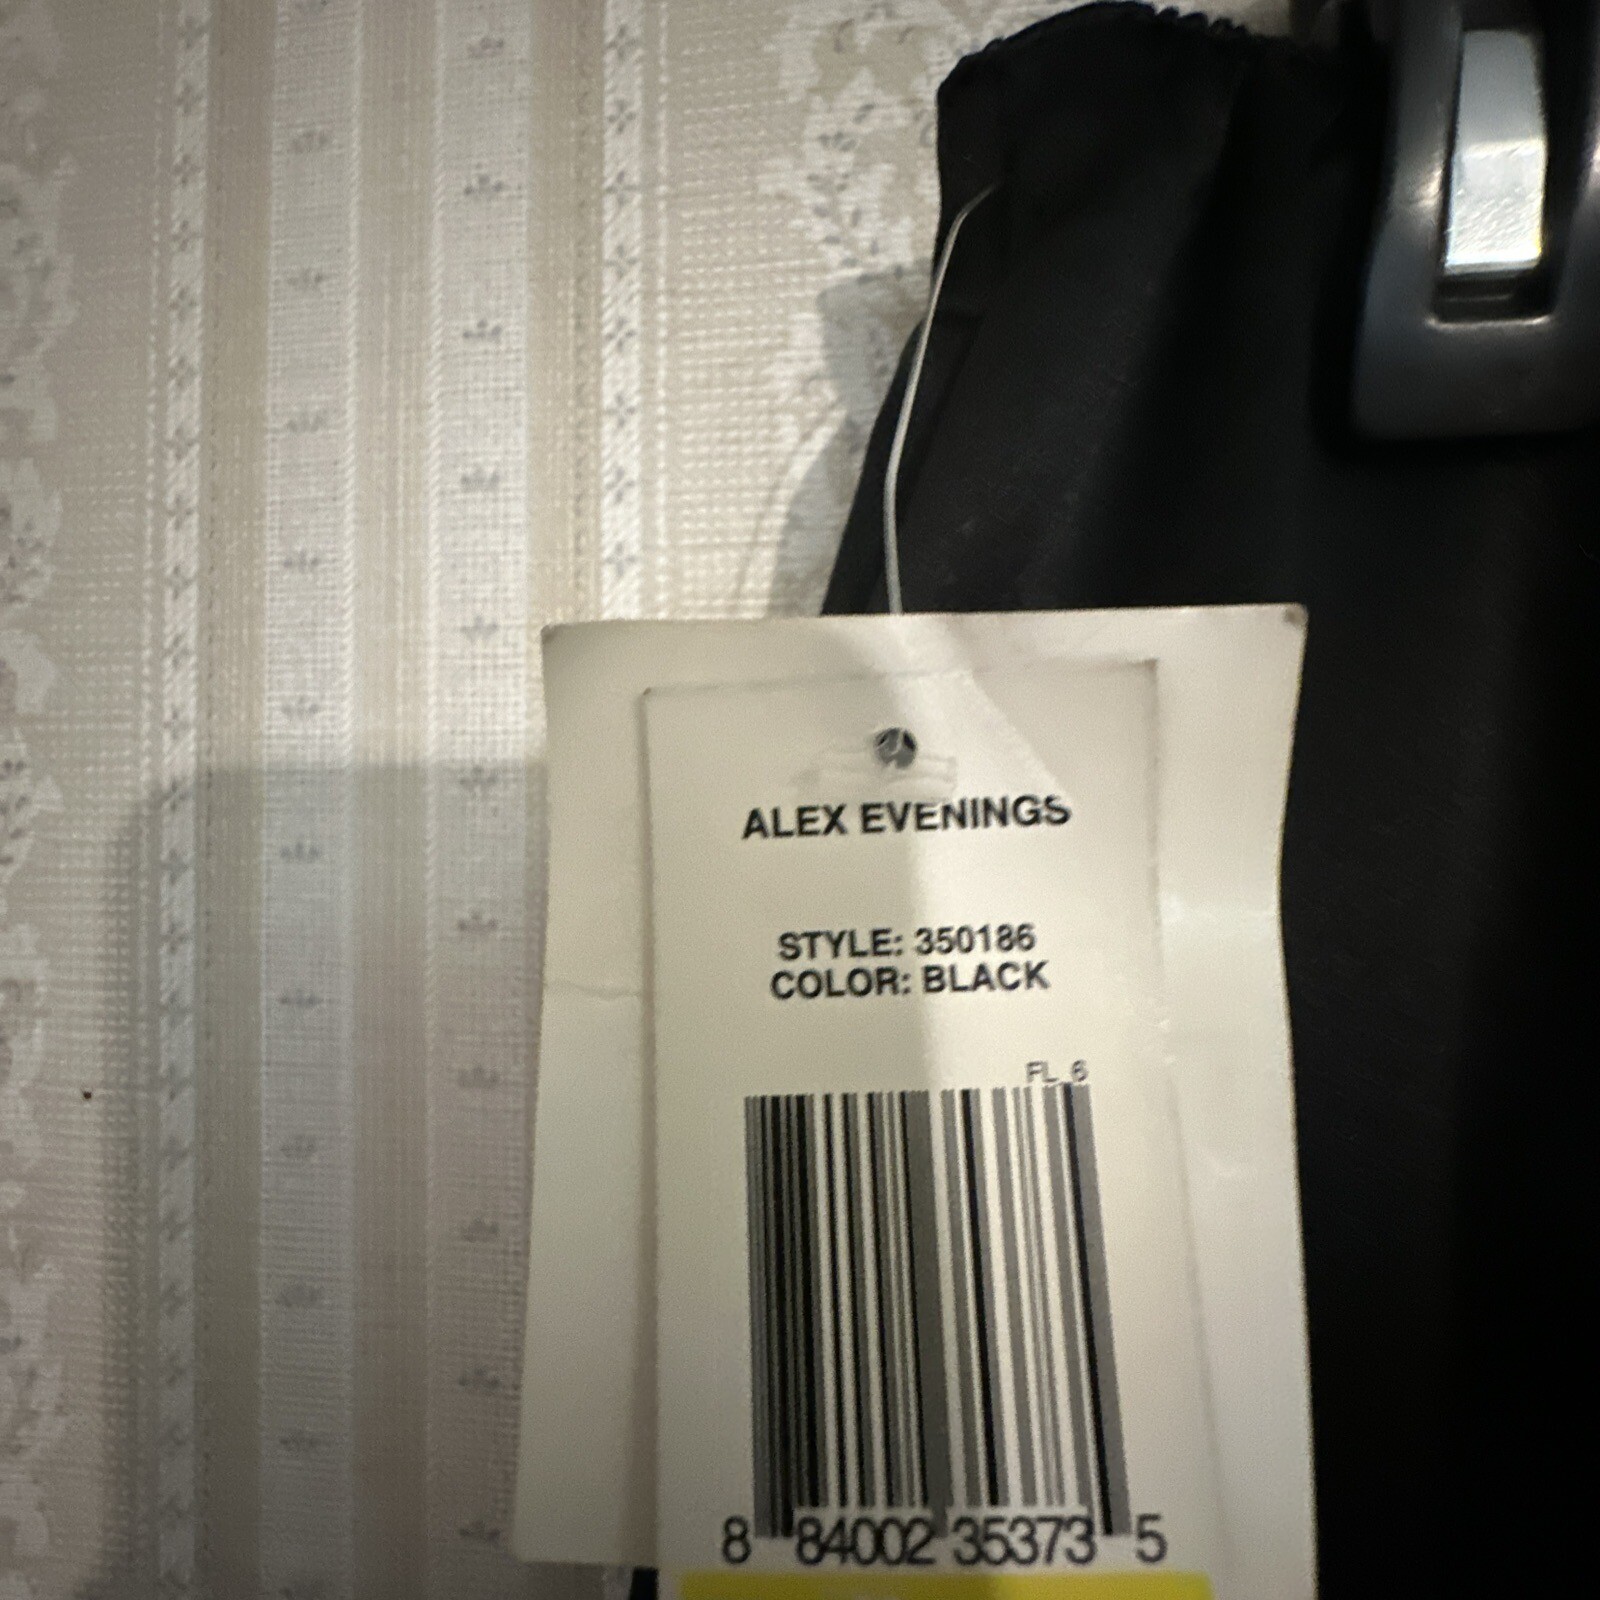 ALEX EVENINGS
STYLE: 350186
COLOR: BLACK
FL 6
8 84002 35373 5